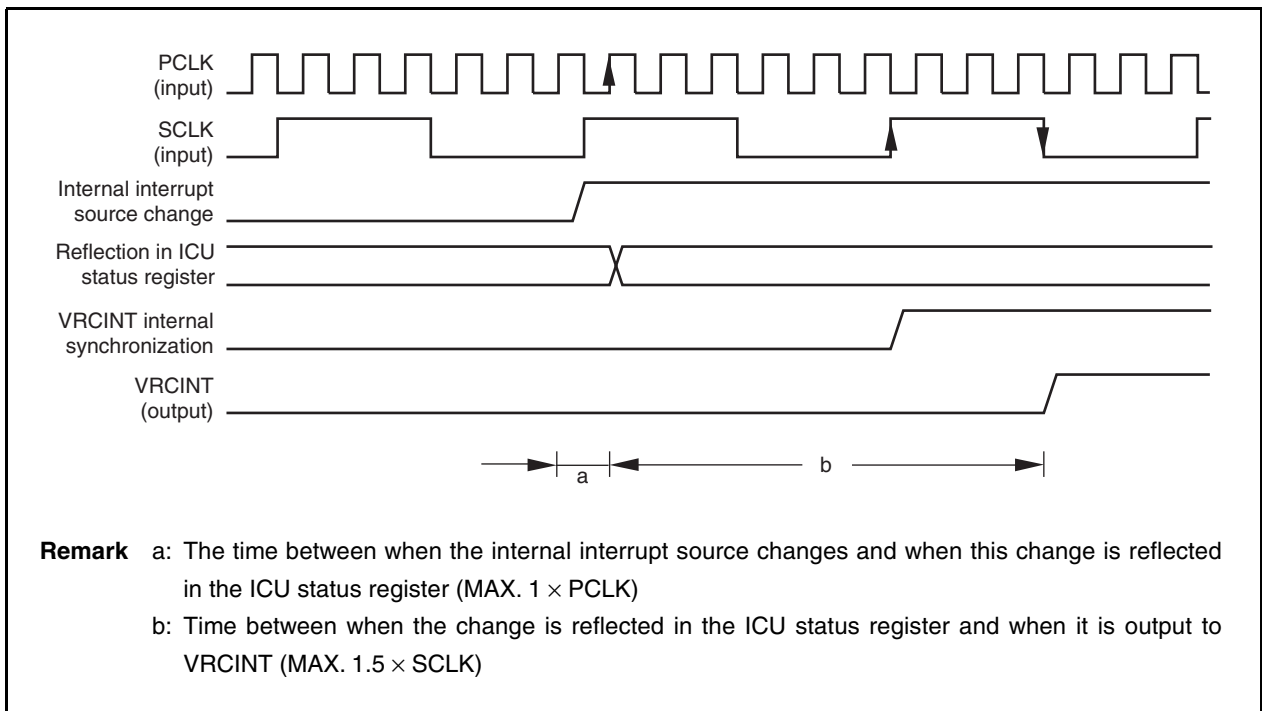 PCLK
(input)
SCLK
(input)
Internal interrupt
source change
Reflection in ICU
status register
VRCINT internal
synchronization
VRCINT
(output)
a
b
Remark a: The time between when the internal interrupt source changes and when this change is reflected
in the ICU status register (MAX. 1 × PCLK)
b: Time between when the change is reflected in the ICU status register and when it is output to
VRCINT (MAX. 1.5 × SCLK)